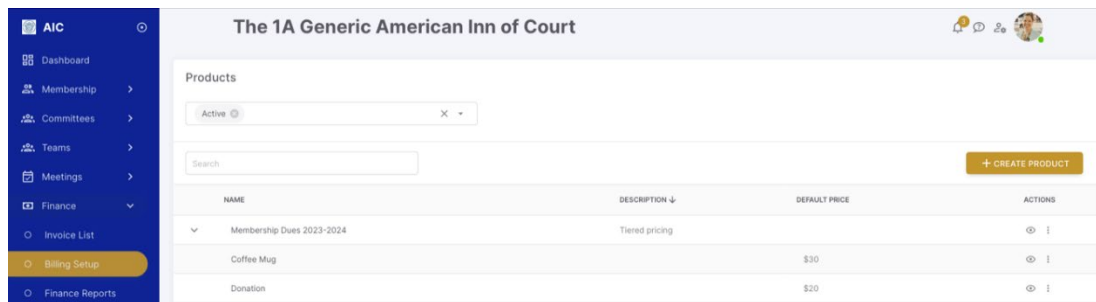 AIC
The 1A Generic American Inn of Court
Dashboard
Membership
Committees
Teams
Meetings
Finance
Invoice List
Billing Setup
Finance Reports
Products
Active
Search
+ CREATE PRODUCT
NAME DESCRIPTION DEFAULT PRICE ACTIONS
Membership Dues 2023-2024 Tiered pricing
Coffee Mug $30
Donation $20